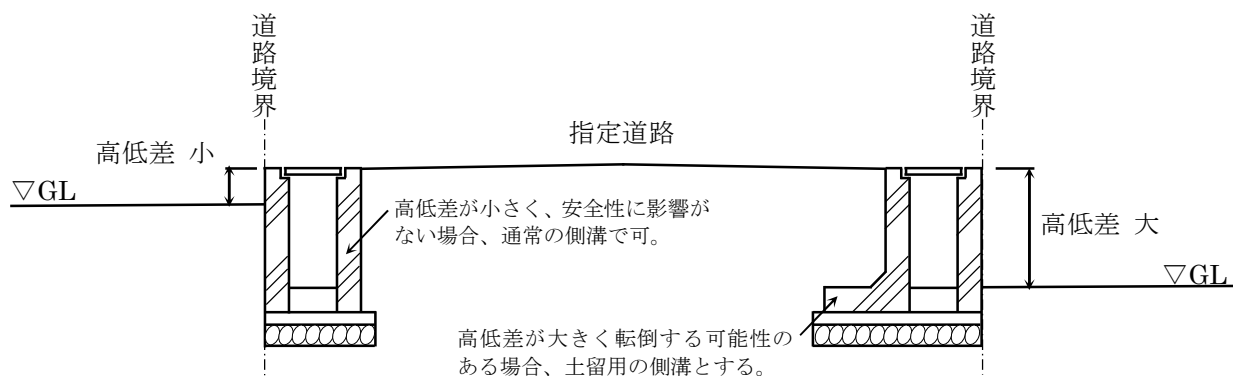 道路境界
道路境界
指定道路
高低差 小
▽GL
高低差が小さく、安全性に影響が
ない場合、通常の側溝で可。
高低差 大
▽GL
高低差が大きく転倒する可能性の
ある場合、土留用の側溝とする。